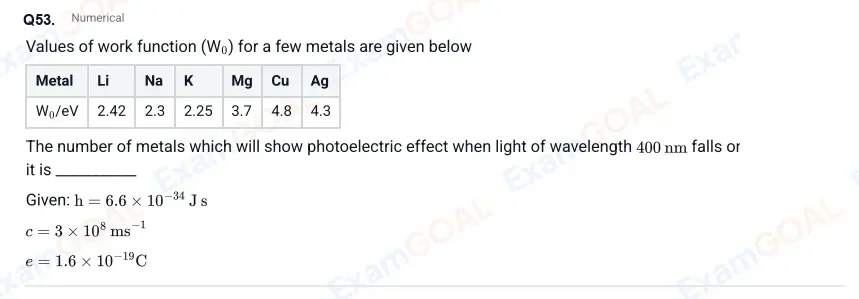 Q53. Numerical
Values of work function (W₀) for a few metals are given below
Metal Li Na K Mg Cu Ag
W₀/eV 2.42 2.3 2.25 3.7 4.8 4.3
The number of metals which will show photoelectric effect when light of wavelength 400 nm falls or
it is __________
Given: h = 6.6 × 10⁻³⁴ J s
c = 3 × 10⁸ ms⁻¹
e = 1.6 × 10⁻¹⁹C
ExamGOAL